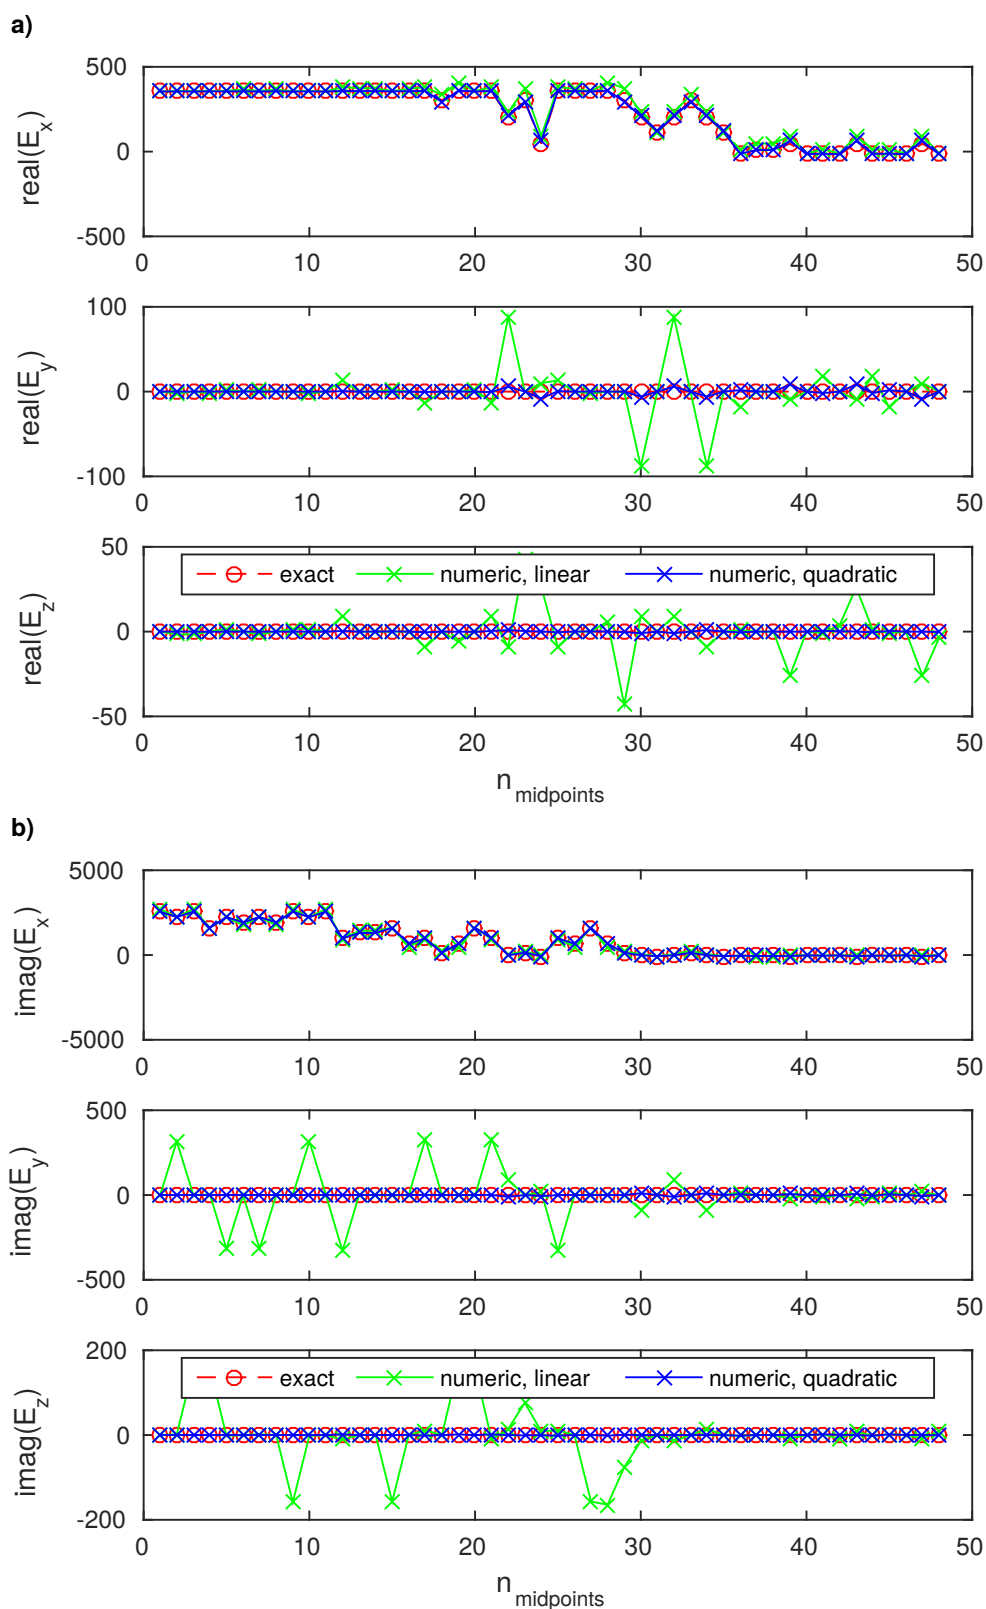 a)
500
0
-500
real(E_x)
0 10 20 30 40 50
100
0
-100
real(E_y)
0 10 20 30 40 50
50
0
-50
real(E_z)
exact numeric, linear numeric, quadratic
0 10 20 30 40 50
n_midpoints
b)
5000
0
-5000
imag(E_x)
0 10 20 30 40 50
500
0
-500
imag(E_y)
0 10 20 30 40 50
200
0
-200
imag(E_z)
exact numeric, linear numeric, quadratic
0 10 20 30 40 50
n_midpoints